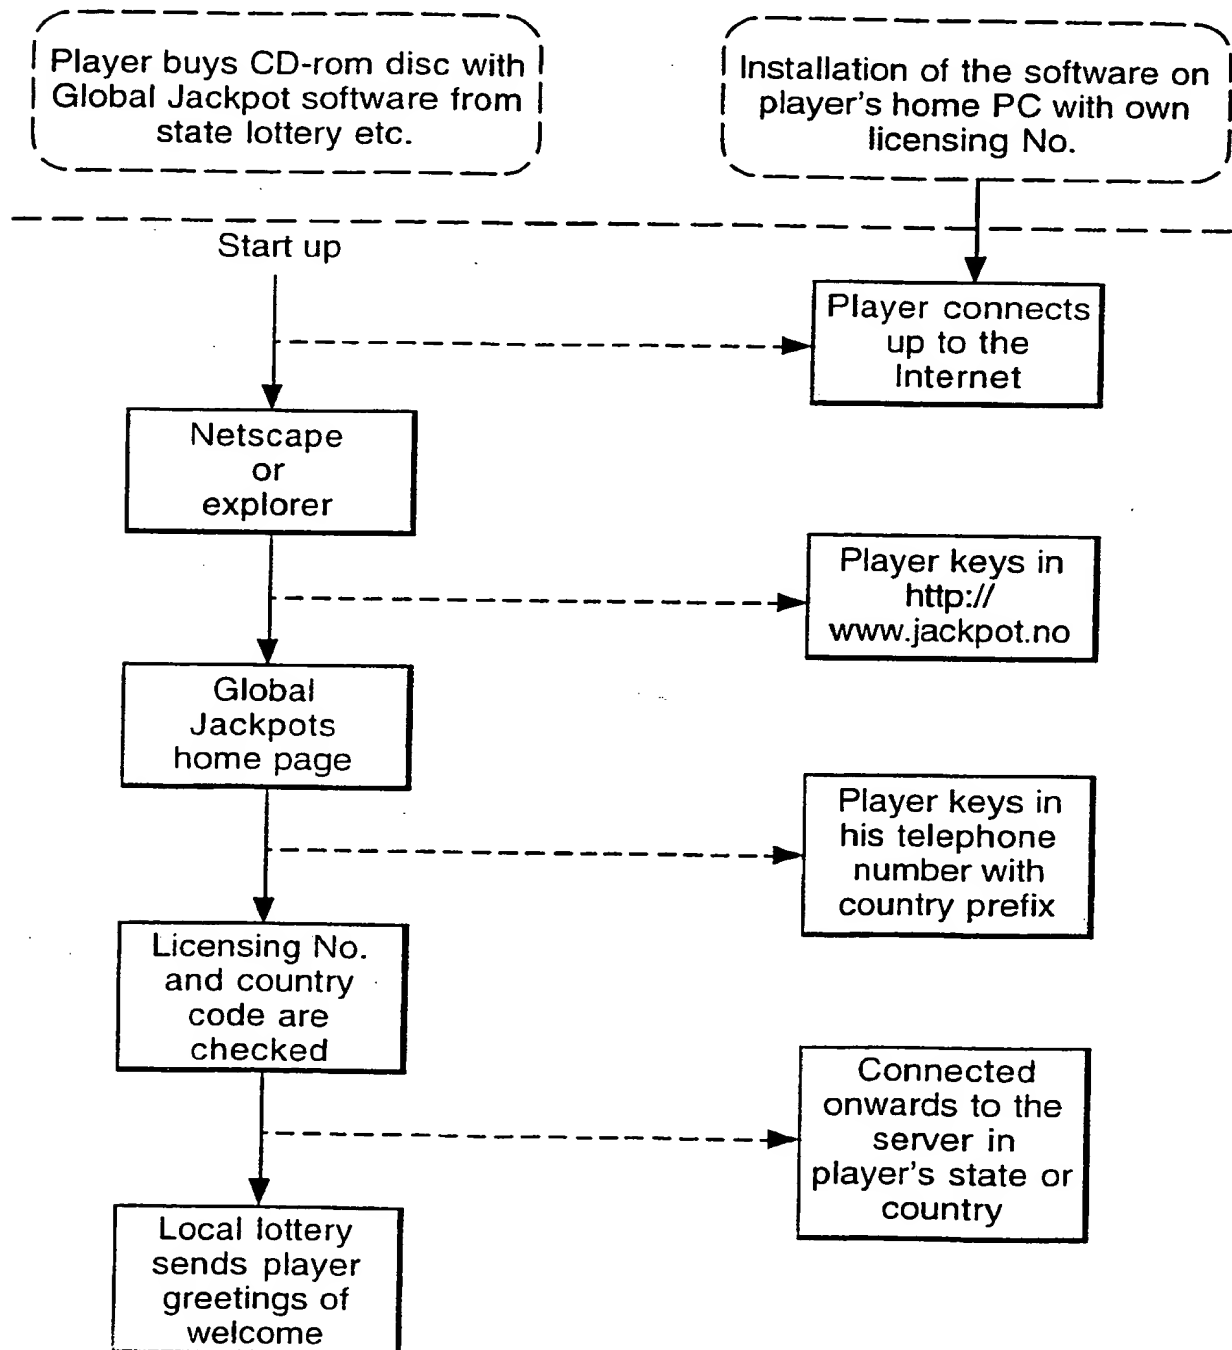 Player buys CD-rom disc with
Global Jackpot software from
state lottery etc.
Installation of the software on
player's home PC with own
licensing No.
Start up
Player connects
up to the
Internet
Netscape
or
explorer
Player keys in
http://
www.jackpot.no
Global
Jackpots
home page
Player keys in
his telephone
number with
country prefix
Licensing No.
and country
code are
checked
Connected
onwards to the
server in
player's state or
country
Local lottery
sends player
greetings of
welcome